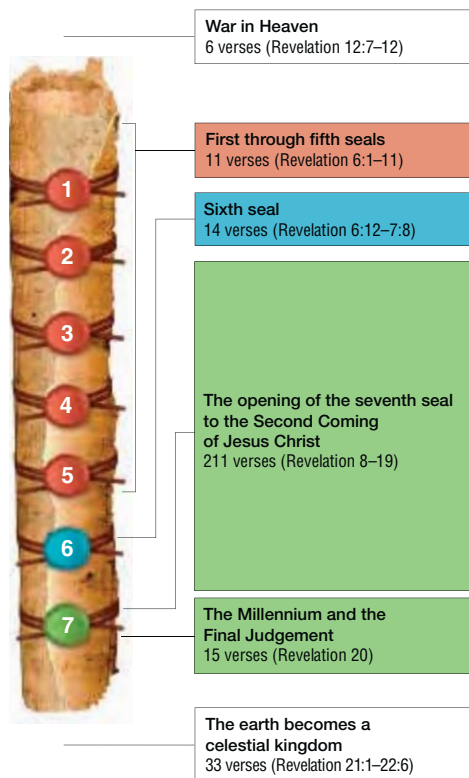 War in Heaven
6 verses (Revelation 12:7–12)
First through fifth seals
11 verses (Revelation 6:1–11)
1
Sixth seal
14 verses (Revelation 6:12–7:8)
2
3
The opening of the seventh seal
to the Second Coming
of Jesus Christ
211 verses (Revelation 8–19)
4
5
6
7
The Millennium and the
Final Judgement
15 verses (Revelation 20)
The earth becomes a
celestial kingdom
33 verses (Revelation 21:1–22:6)